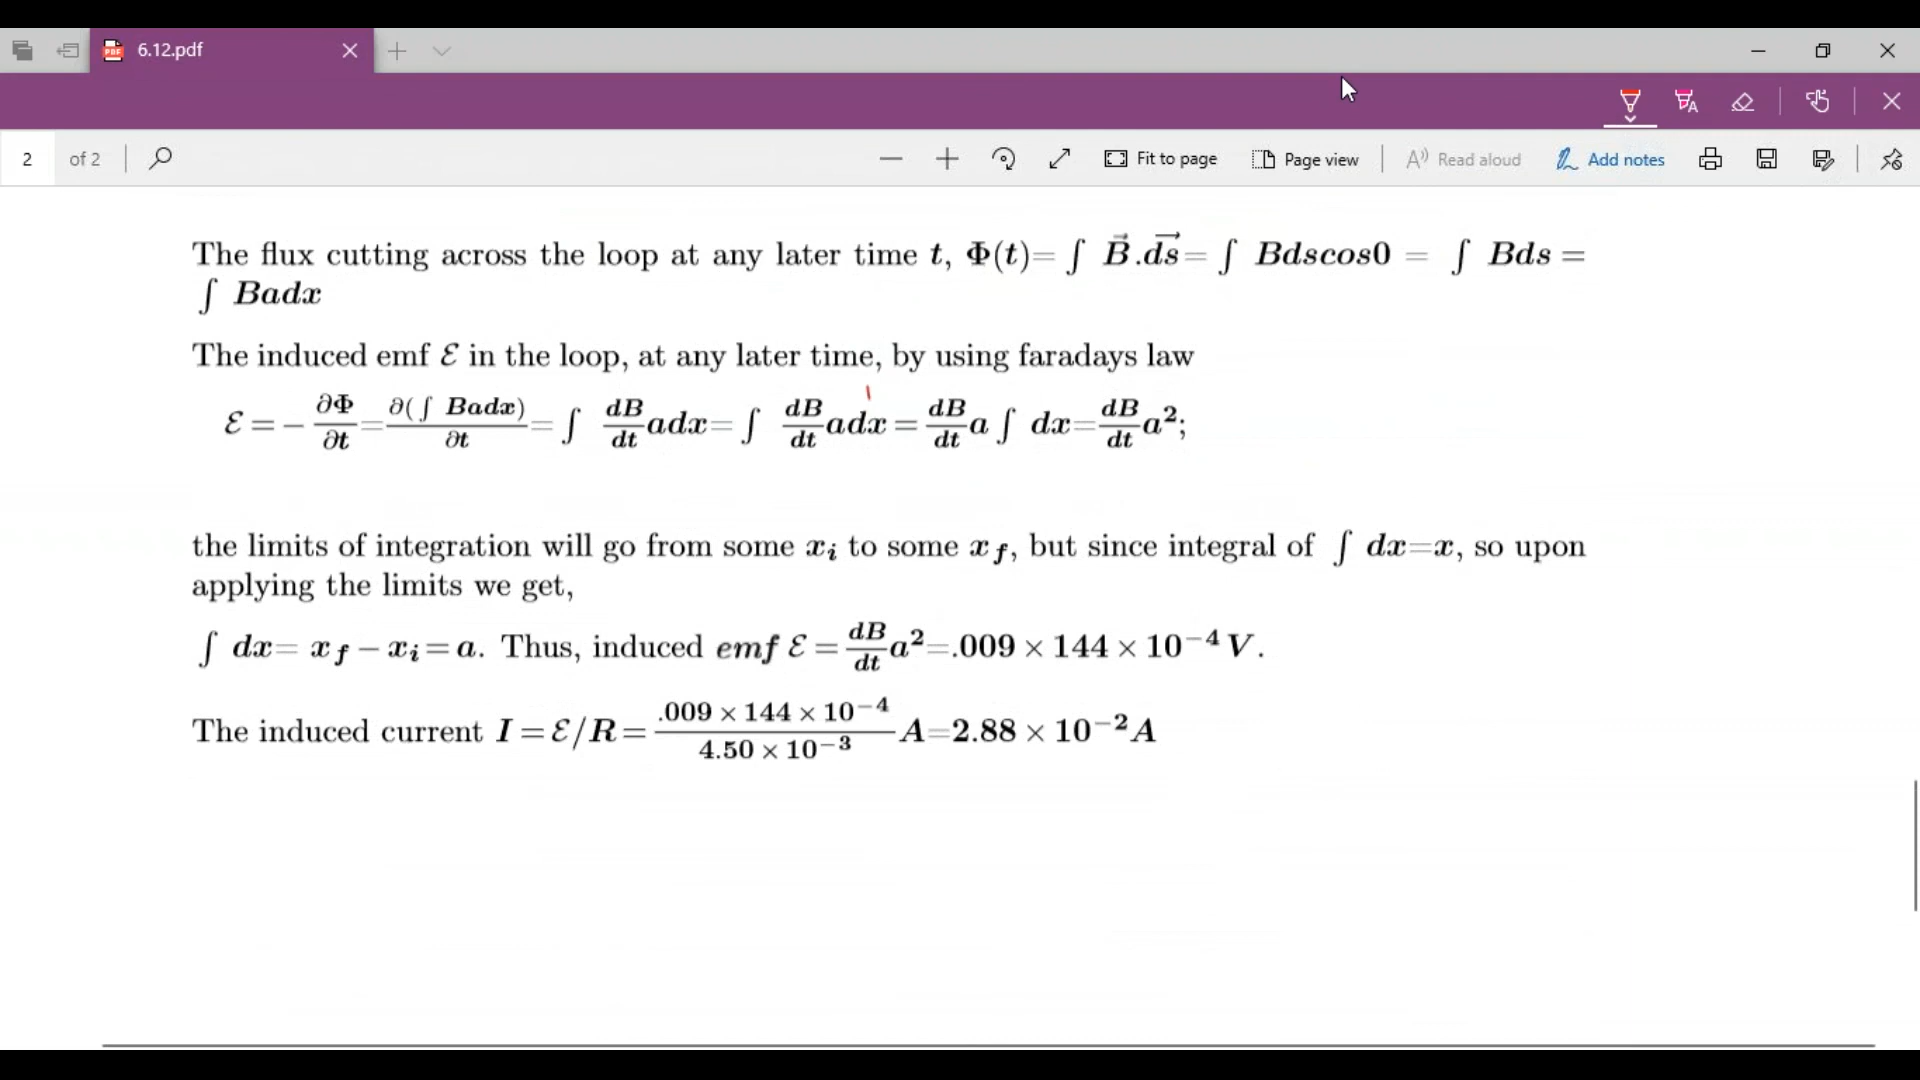 6.12.pdf
2 of 2 Fit to page Page view Read aloud Add notes
The flux cutting across the loop at any later time t, Φ(t)= ∫ B⃗.ds⃗= ∫ Bdscos0 = ∫ Bds =
∫ Badx
The induced emf ℰ in the loop, at any later time, by using faradays law
ℰ = − ∂Φ/∂t = ∂(∫ Badx)/∂t = ∫ dB/dt adx= ∫ dB/dt adx = dB/dt a ∫ dx= dB/dt a²;
the limits of integration will go from some xᵢ to some x_f, but since integral of ∫ dx=x, so upon
applying the limits we get,
∫ dx= x_f − xᵢ = a. Thus, induced emf ℰ = dB/dt a²=.009 × 144 × 10⁻⁴ V.
The induced current I = ℰ/R = .009 × 144 × 10⁻⁴ / 4.50 × 10⁻³ A=2.88 × 10⁻² A